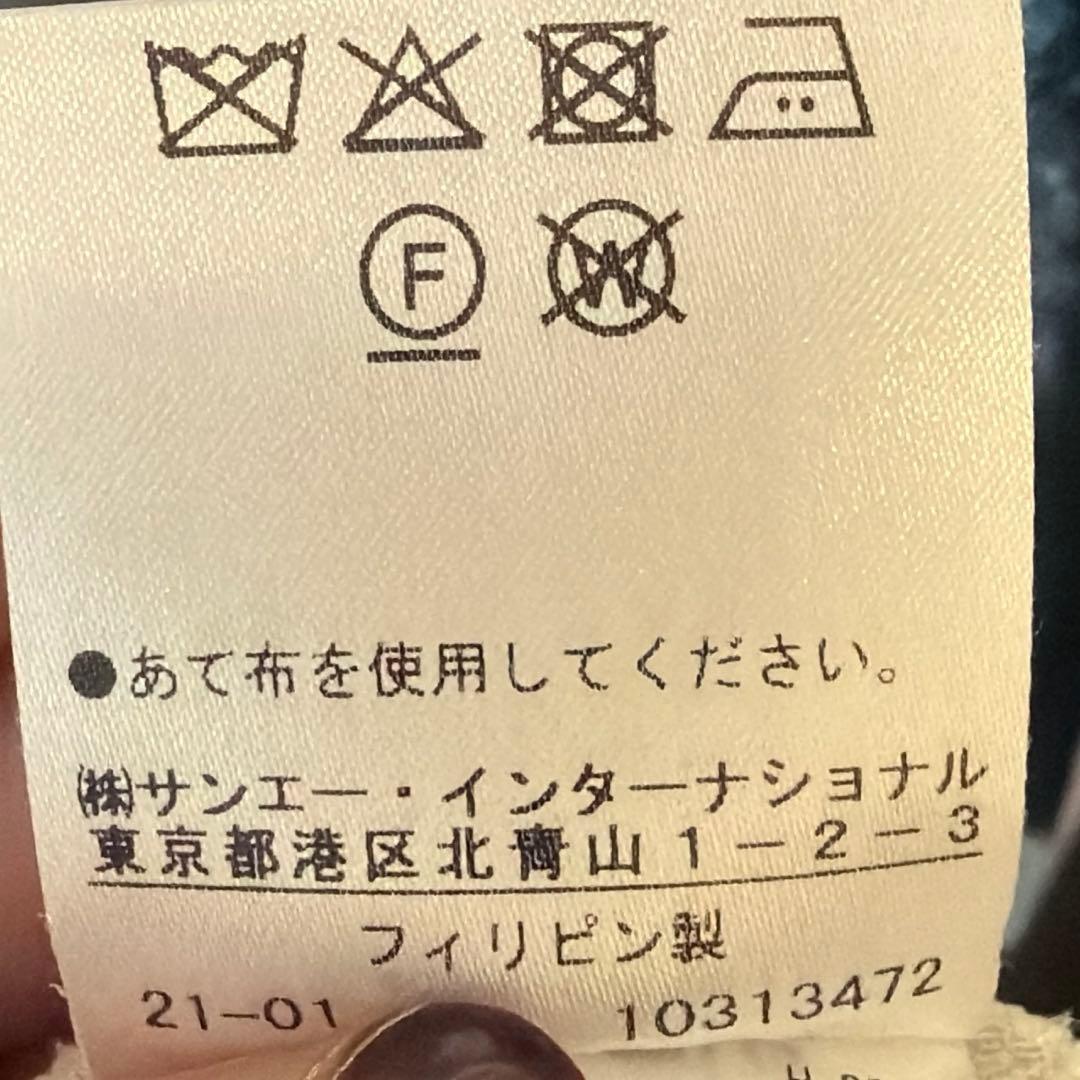 F W
●あて布を使用してください。
㈱サンエー・インターナショナル
東京都港区北青山1-2-3
フィリピン製
21-01 10313472